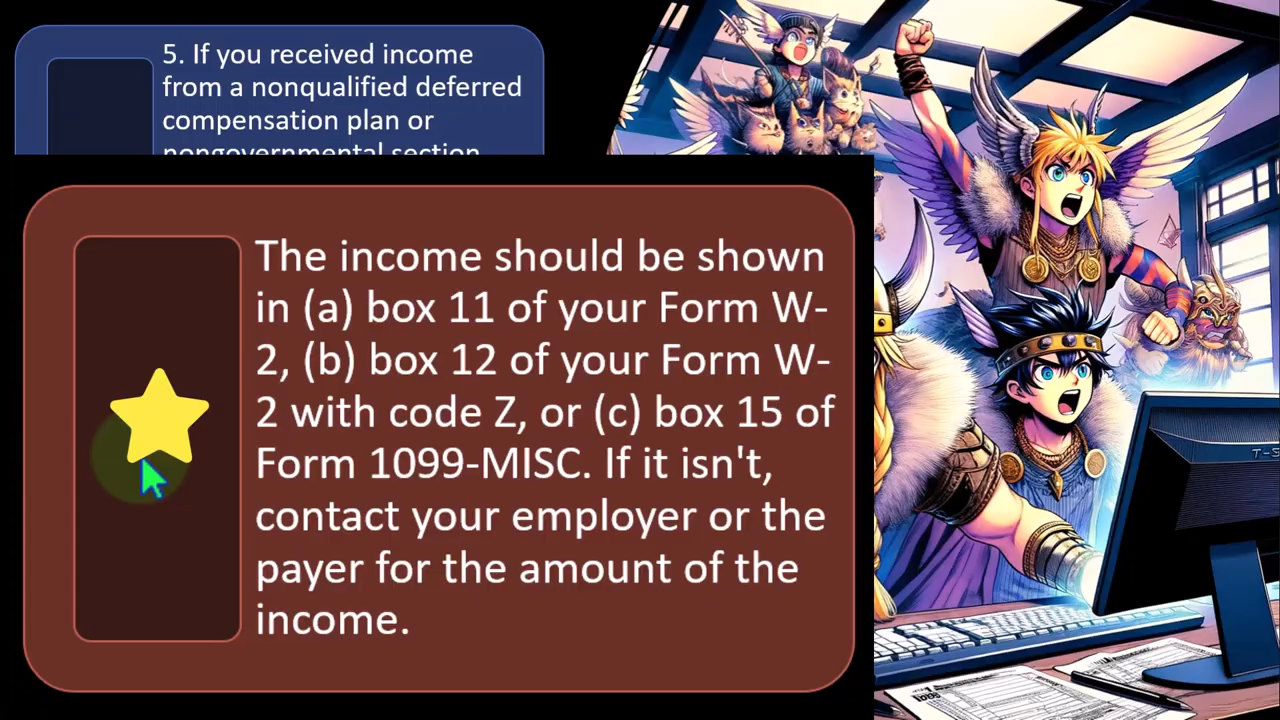 5. If you received income
from a nonqualified deferred
compensation plan or
nongovernmental section
The income should be shown
in (a) box 11 of your Form W-
2, (b) box 12 of your Form W-
2 with code Z, or (c) box 15 of
Form 1099-MISC. If it isn't,
contact your employer or the
payer for the amount of the
income.